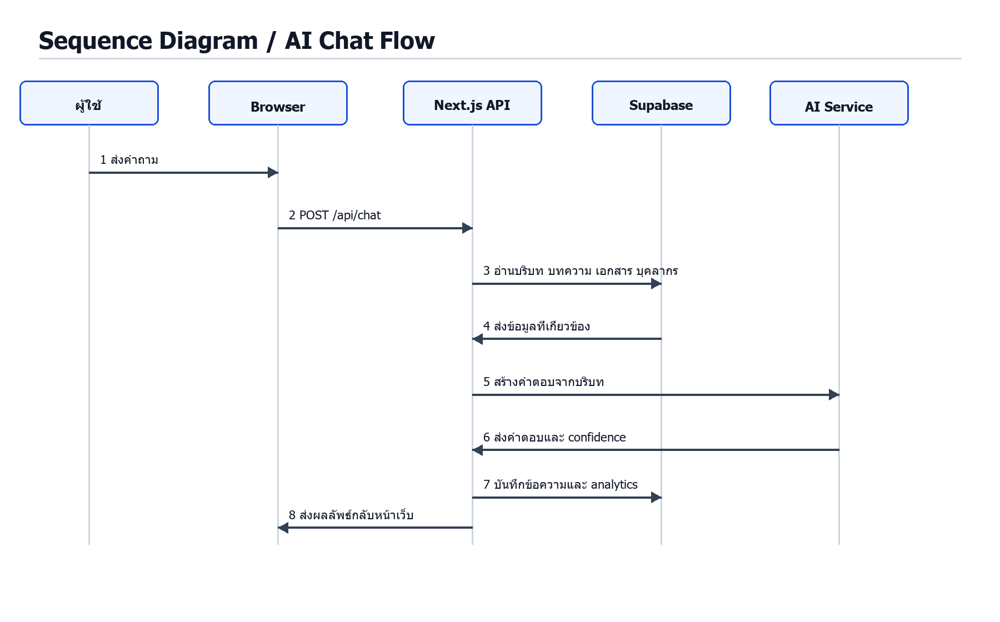 Sequence Diagram / AI Chat Flow
ผู้ใช้
Browser
Next.js API
Supabase
AI Service
1 ส่งคำถาม
2 POST /api/chat
3 อ่านบริบท บทความ เอกสาร บุคลากร
4 ส่งข้อมูลที่เกี่ยวข้อง
5 สร้างคำตอบจากบริบท
6 ส่งคำตอบและ confidence
7 บันทึกข้อความและ analytics
8 ส่งผลลัพธ์กลับหน้าเว็บ